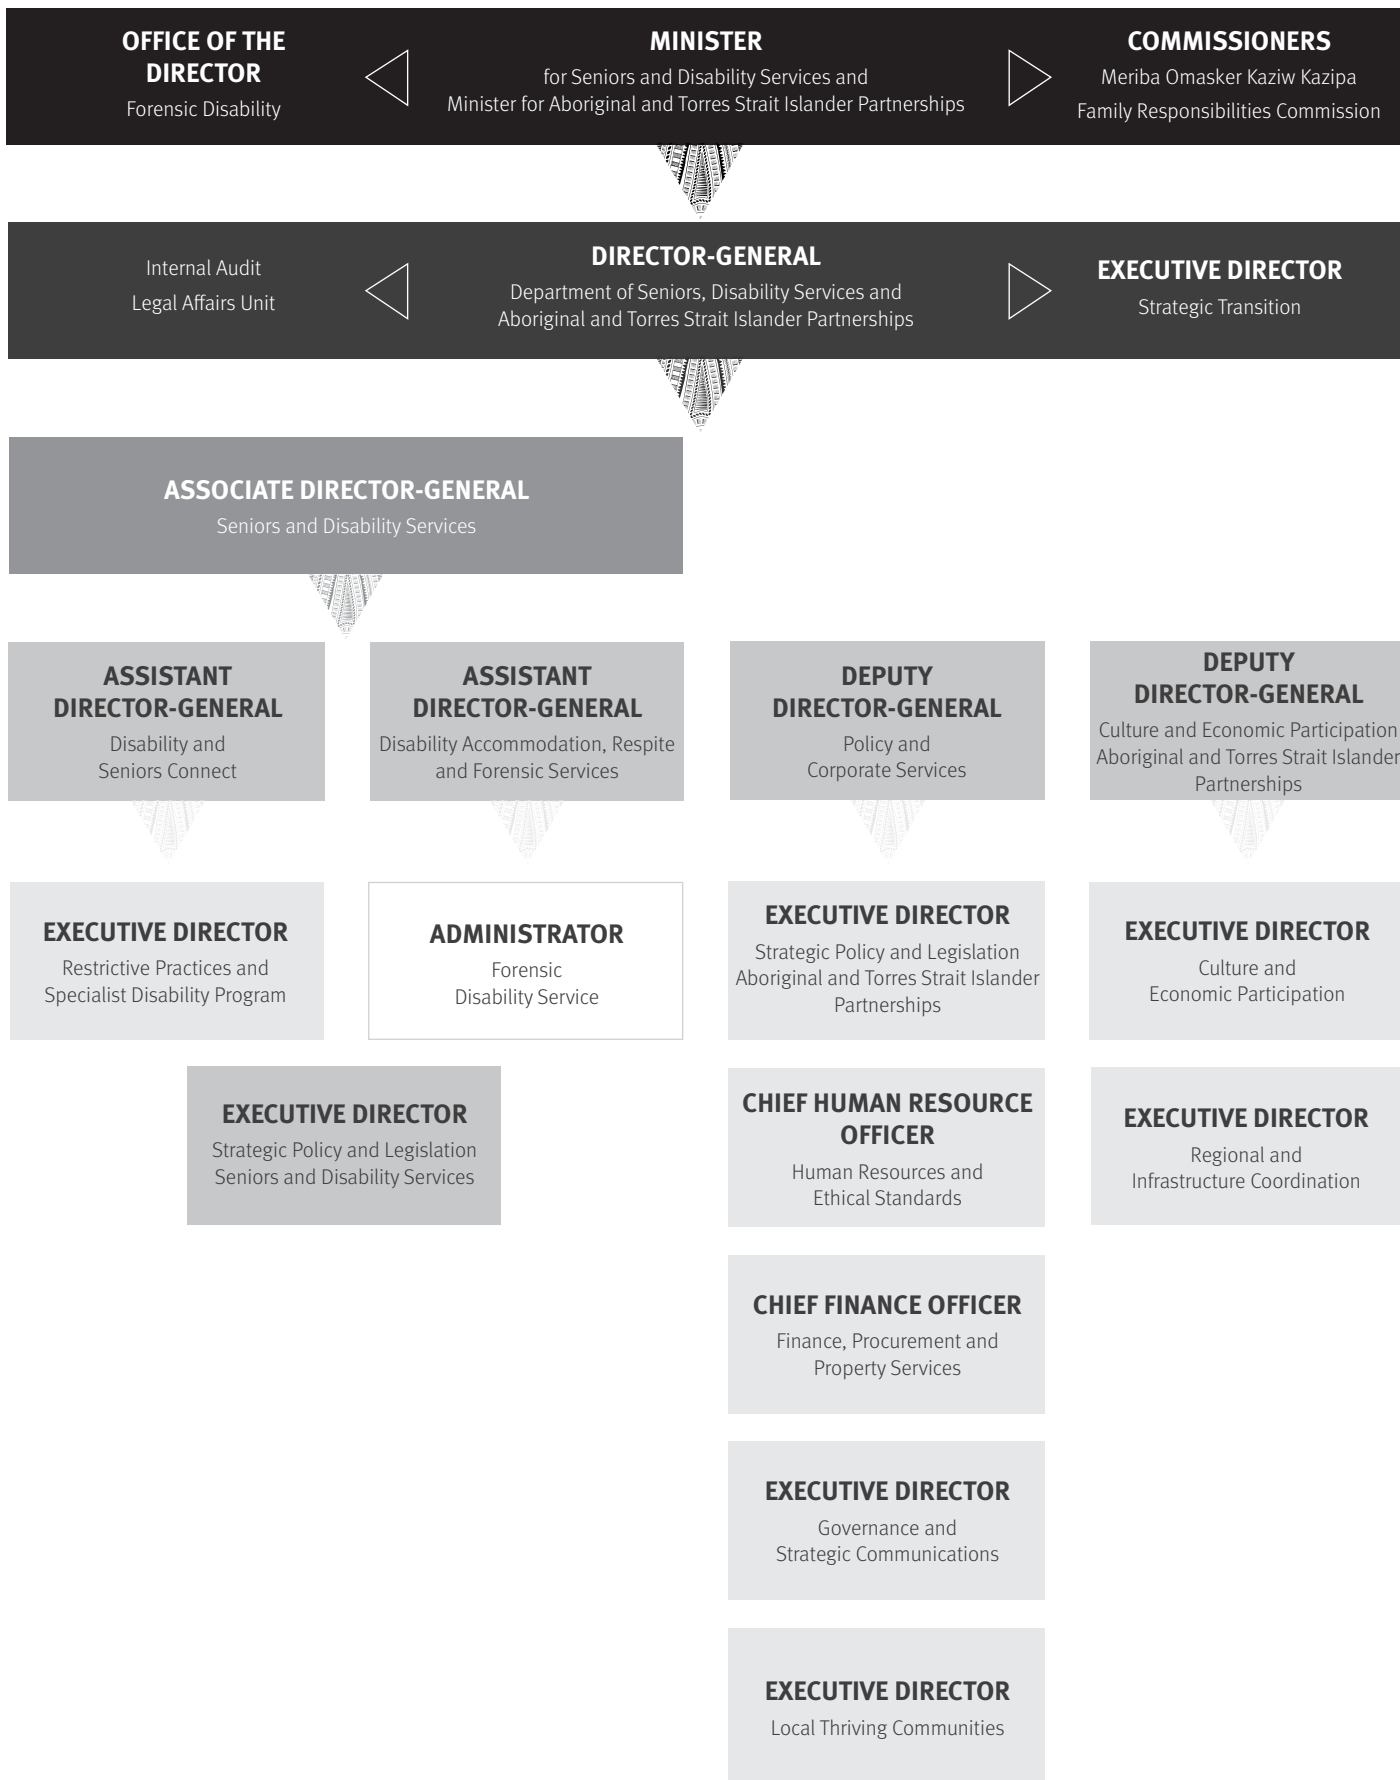 OFFICE OF THE
DIRECTOR
Forensic Disability
MINISTER
for Seniors and Disability Services and
Minister for Aboriginal and Torres Strait Islander Partnerships
COMMISSIONERS
Meriba Omasker Kaziw Kazipa
Family Responsibilities Commission
Internal Audit
Legal Affairs Unit
DIRECTOR-GENERAL
Department of Seniors, Disability Services and
Aboriginal and Torres Strait Islander Partnerships
EXECUTIVE DIRECTOR
Strategic Transition
ASSOCIATE DIRECTOR-GENERAL
Seniors and Disability Services
ASSISTANT
DIRECTOR-GENERAL
Disability and
Seniors Connect
ASSISTANT
DIRECTOR-GENERAL
Disability Accommodation, Respite
and Forensic Services
DEPUTY
DIRECTOR-GENERAL
Policy and
Corporate Services
DEPUTY
DIRECTOR-GENERAL
Culture and Economic Participation
Aboriginal and Torres Strait Islander
Partnerships
EXECUTIVE DIRECTOR
Restrictive Practices and
Specialist Disability Program
ADMINISTRATOR
Forensic
Disability Service
EXECUTIVE DIRECTOR
Strategic Policy and Legislation
Aboriginal and Torres Strait Islander
Partnerships
EXECUTIVE DIRECTOR
Culture and
Economic Participation
EXECUTIVE DIRECTOR
Strategic Policy and Legislation
Seniors and Disability Services
CHIEF HUMAN RESOURCE
OFFICER
Human Resources and
Ethical Standards
EXECUTIVE DIRECTOR
Regional and
Infrastructure Coordination
CHIEF FINANCE OFFICER
Finance, Procurement and
Property Services
EXECUTIVE DIRECTOR
Governance and
Strategic Communications
EXECUTIVE DIRECTOR
Local Thriving Communities